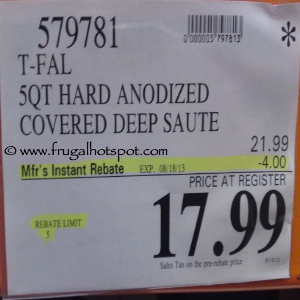 579781
0000005797813
*
T-FAL
5QT HARD ANODIZED
COVERED DEEP SAUTE
© www.frugalhotspot.com
21.99
Mfr's Instant Rebate EXP. 08/18/13 -4.00
PRICE AT REGISTER
17.99
REBATE LIMIT
5
Sales Tax on the pre-rebate price